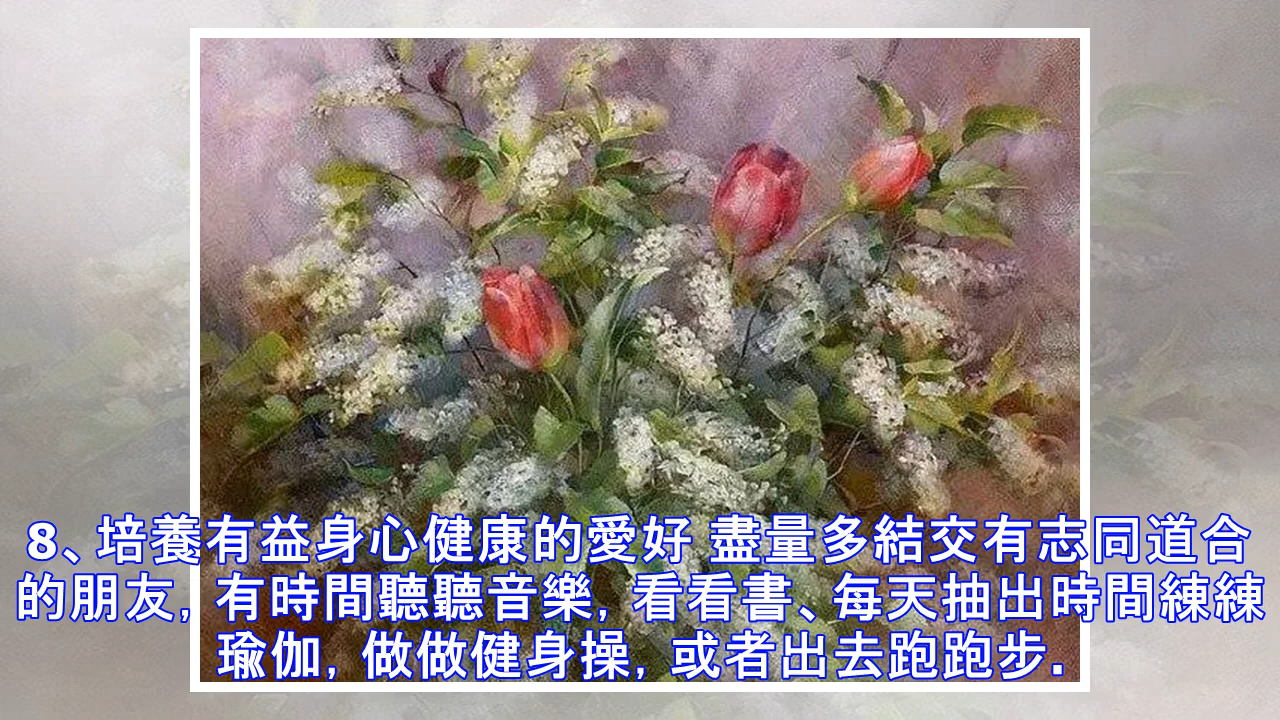 8、培養有益身心健康的愛好 盡量多結交有志同道合
的朋友, 有時間聽聽音樂, 看看書、每天抽出時間練練
瑜伽, 做做健身操, 或者出去跑跑步.